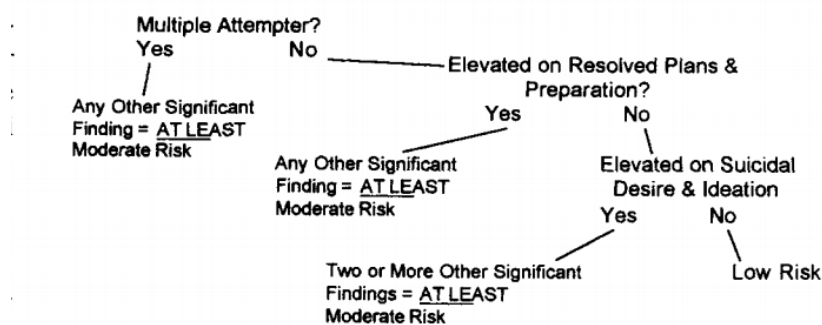 Multiple Attempter?
Yes No
Elevated on Resolved Plans &
Preparation?
Any Other Significant
Finding = AT LEAST
Moderate Risk
Yes No
Any Other Significant
Finding = AT LEAST
Moderate Risk
Elevated on Suicidal
Desire & Ideation
Yes No
Two or More Other Significant
Findings = AT LEAST
Moderate Risk
Low Risk